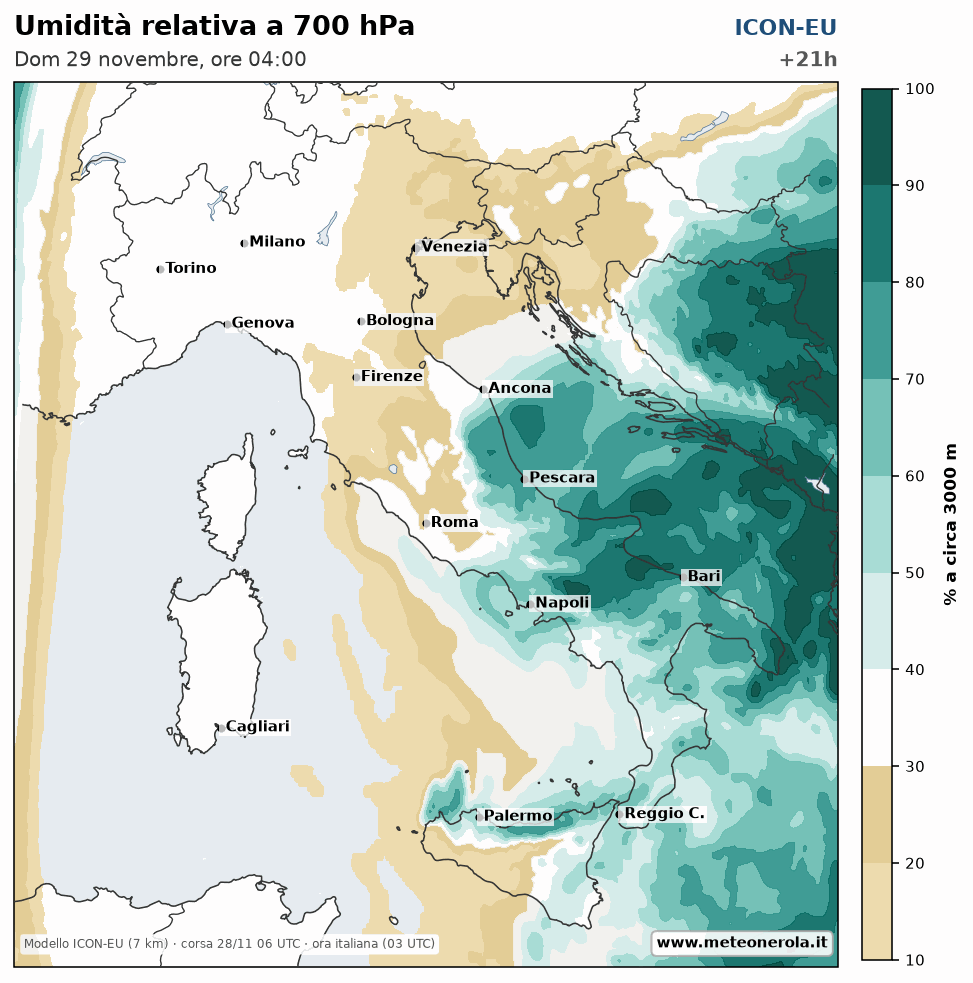 Umidità relativa a 700 hPa
ICON-EU
Dom 29 novembre, ore 04:00
+21h
100
90
80
70
60
50
40
30
20
10
% a circa 3000 m
Milano
Venezia
Torino
Genova
Bologna
Firenze
Ancona
Pescara
Roma
Bari
Napoli
Cagliari
Palermo
Reggio C.
Modello ICON-EU (7 km) · corsa 28/11 06 UTC · ora italiana (03 UTC)
www.meteonerola.it